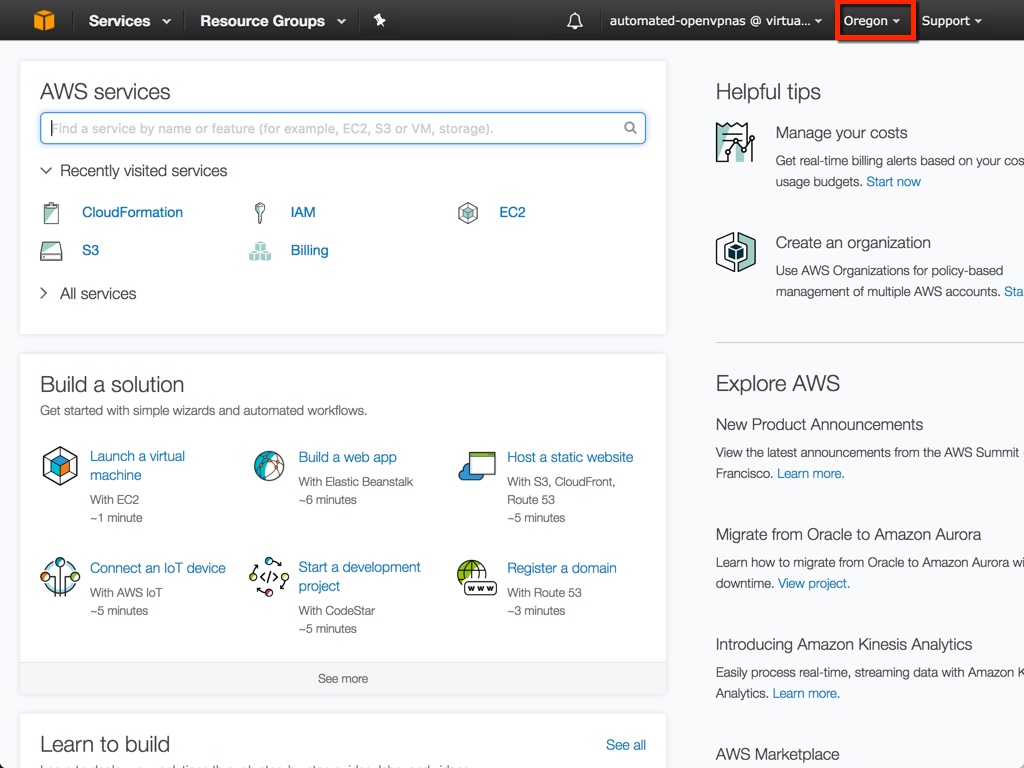 Services Resource Groups automated-openvpnas @ virtua... Oregon Support
AWS services
Find a service by name or feature (for example, EC2, S3 or VM, storage).
Recently visited services
CloudFormation IAM EC2
S3 Billing
All services
Build a solution
Get started with simple wizards and automated workflows.
Launch a virtual
machine
With EC2
~1 minute
Build a web app
With Elastic Beanstalk
~6 minutes
Host a static website
With S3, CloudFront,
Route 53
~5 minutes
Connect an IoT device
With AWS IoT
~5 minutes
Start a development
project
With CodeStar
~5 minutes
www
Register a domain
With Route 53
~3 minutes
See more
Learn to build See all
Helpful tips
Manage your costs
Get real-time billing alerts based on your cos
usage budgets. Start now
Create an organization
Use AWS Organizations for policy-based
management of multiple AWS accounts. Sta
Explore AWS
New Product Announcements
View the latest announcements from the AWS Summit
Francisco. Learn more.
Migrate from Oracle to Amazon Aurora
Learn how to migrate from Oracle to Amazon Aurora wi
downtime. View project.
Introducing Amazon Kinesis Analytics
Easily process real-time, streaming data with Amazon K
Analytics. Learn more.
AWS Marketplace